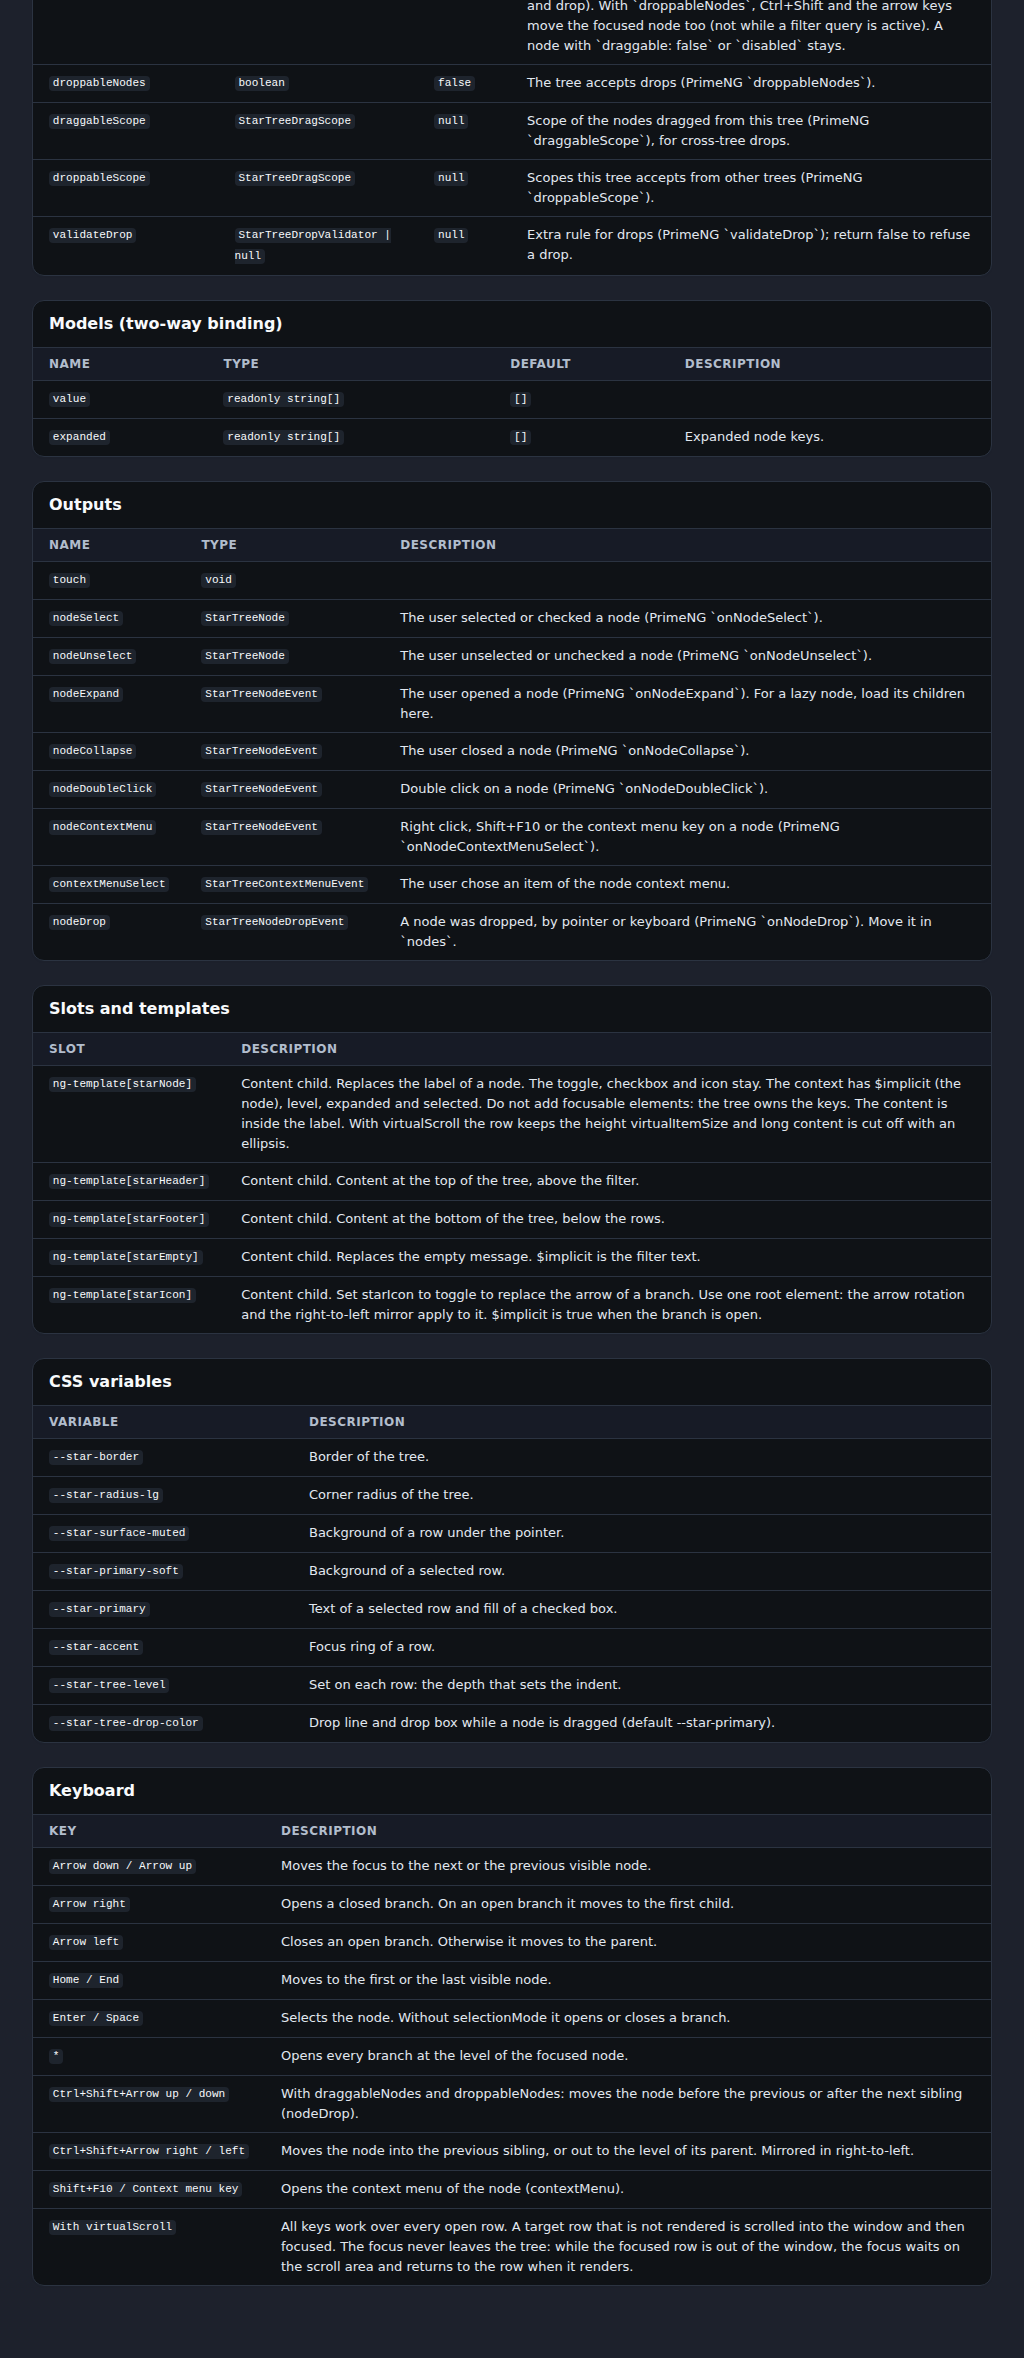 and drop). With `droppableNodes`, Ctrl+Shift and the arrow keys
move the focused node too (not while a filter query is active). A
node with `draggable: false` or `disabled` stays.
droppableNodes boolean false The tree accepts drops (PrimeNG `droppableNodes`).
draggableScope StarTreeDragScope null Scope of the nodes dragged from this tree (PrimeNG
`draggableScope`), for cross-tree drops.
droppableScope StarTreeDragScope null Scopes this tree accepts from other trees (PrimeNG
`droppableScope`).
validateDrop StarTreeDropValidator | null Extra rule for drops (PrimeNG `validateDrop`); return false to refuse
null a drop.
Models (two-way binding)
NAME TYPE DEFAULT DESCRIPTION
value readonly string[] []
expanded readonly string[] [] Expanded node keys.
Outputs
NAME TYPE DESCRIPTION
touch void
nodeSelect StarTreeNode The user selected or checked a node (PrimeNG `onNodeSelect`).
nodeUnselect StarTreeNode The user unselected or unchecked a node (PrimeNG `onNodeUnselect`).
nodeExpand StarTreeNodeEvent The user opened a node (PrimeNG `onNodeExpand`). For a lazy node, load its children
here.
nodeCollapse StarTreeNodeEvent The user closed a node (PrimeNG `onNodeCollapse`).
nodeDoubleClick StarTreeNodeEvent Double click on a node (PrimeNG `onNodeDoubleClick`).
nodeContextMenu StarTreeNodeEvent Right click, Shift+F10 or the context menu key on a node (PrimeNG
`onNodeContextMenuSelect`).
contextMenuSelect StarTreeContextMenuEvent The user chose an item of the node context menu.
nodeDrop StarTreeNodeDropEvent A node was dropped, by pointer or keyboard (PrimeNG `onNodeDrop`). Move it in
`nodes`.
Slots and templates
SLOT DESCRIPTION
ng-template[starNode] Content child. Replaces the label of a node. The toggle, checkbox and icon stay. The context has $implicit (the
node), level, expanded and selected. Do not add focusable elements: the tree owns the keys. The content is
inside the label. With virtualScroll the row keeps the height virtualItemSize and long content is cut off with an
ellipsis.
ng-template[starHeader] Content child. Content at the top of the tree, above the filter.
ng-template[starFooter] Content child. Content at the bottom of the tree, below the rows.
ng-template[starEmpty] Content child. Replaces the empty message. $implicit is the filter text.
ng-template[starIcon] Content child. Set starIcon to toggle to replace the arrow of a branch. Use one root element: the arrow rotation
and the right-to-left mirror apply to it. $implicit is true when the branch is open.
CSS variables
VARIABLE DESCRIPTION
--star-border Border of the tree.
--star-radius-lg Corner radius of the tree.
--star-surface-muted Background of a row under the pointer.
--star-primary-soft Background of a selected row.
--star-primary Text of a selected row and fill of a checked box.
--star-accent Focus ring of a row.
--star-tree-level Set on each row: the depth that sets the indent.
--star-tree-drop-color Drop line and drop box while a node is dragged (default --star-primary).
Keyboard
KEY DESCRIPTION
Arrow down / Arrow up Moves the focus to the next or the previous visible node.
Arrow right Opens a closed branch. On an open branch it moves to the first child.
Arrow left Closes an open branch. Otherwise it moves to the parent.
Home / End Moves to the first or the last visible node.
Enter / Space Selects the node. Without selectionMode it opens or closes a branch.
* Opens every branch at the level of the focused node.
Ctrl+Shift+Arrow up / down With draggableNodes and droppableNodes: moves the node before the previous or after the next sibling
(nodeDrop).
Ctrl+Shift+Arrow right / left Moves the node into the previous sibling, or out to the level of its parent. Mirrored in right-to-left.
Shift+F10 / Context menu key Opens the context menu of the node (contextMenu).
With virtualScroll All keys work over every open row. A target row that is not rendered is scrolled into the window and then
focused. The focus never leaves the tree: while the focused row is out of the window, the focus waits on
the scroll area and returns to the row when it renders.